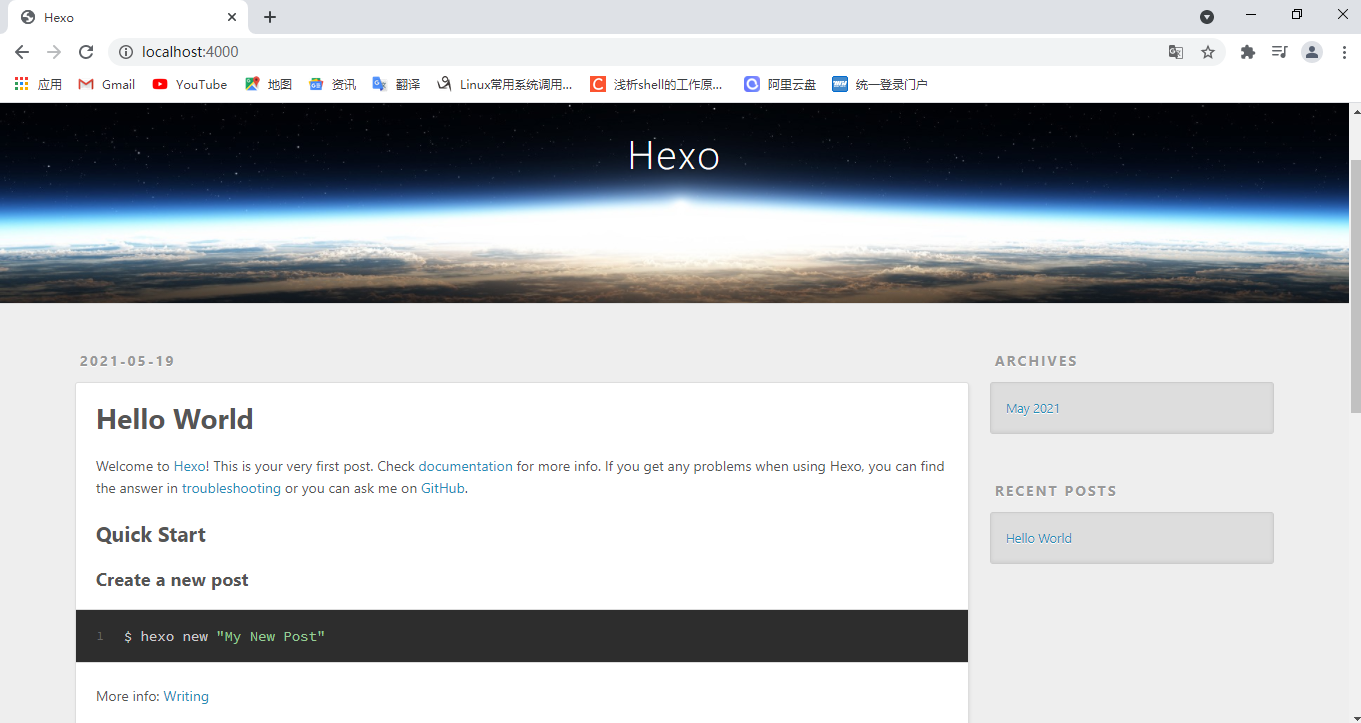 Hexo
localhost:4000
应用 Gmail YouTube 地图 资讯 翻译 Linux常用系统调用... 浅析shell的工作原... 阿里云盘 统一登录门户
Hexo
2021-05-19
Hello World
Welcome to Hexo! This is your very first post. Check documentation for more info. If you get any problems when using Hexo, you can find
the answer in troubleshooting or you can ask me on GitHub.
Quick Start
Create a new post
1 $ hexo new "My New Post"
More info: Writing
ARCHIVES
May 2021
RECENT POSTS
Hello World